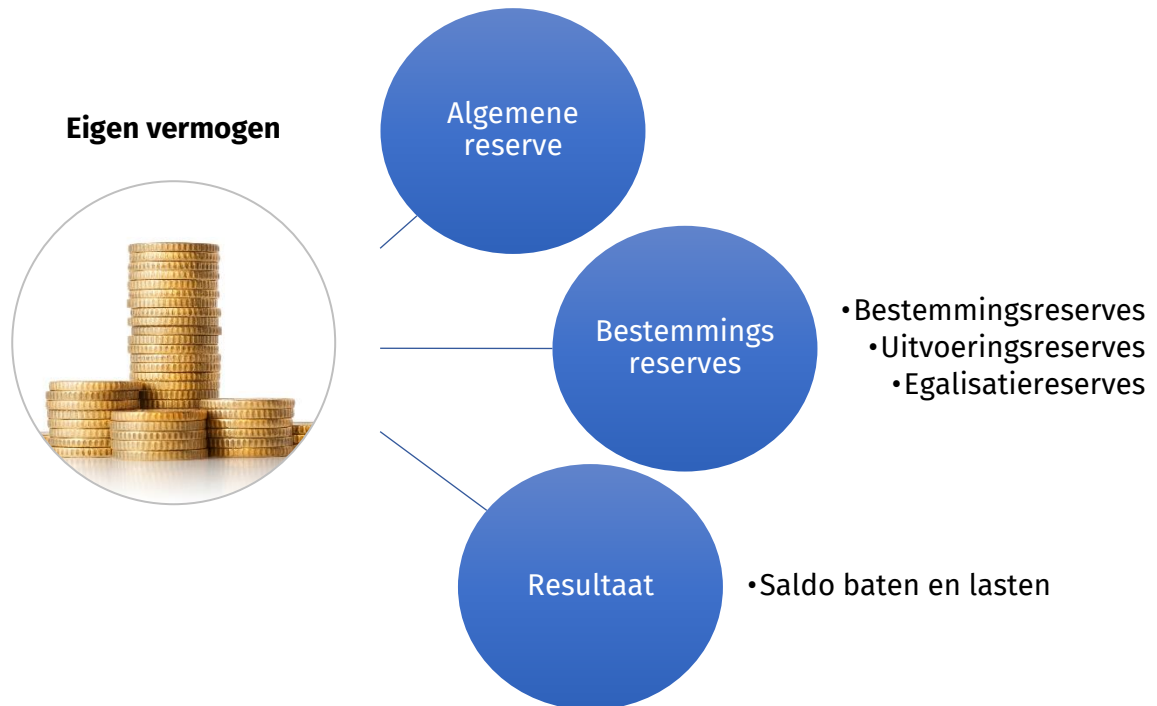 Eigen vermogen
Algemene
reserve
Bestemmings
reserves
•Bestemmingsreserves
•Uitvoeringsreserves
•Egalisatiereserves
Resultaat
•Saldo baten en lasten